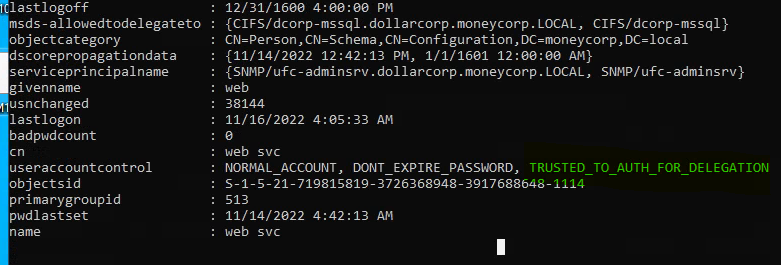 lastlogoff : 12/31/1600 4:00:00 PM
msds-allowedtodelegateto : {CIFS/dcorp-mssql.dollarcorp.moneycorp.LOCAL, CIFS/dcorp-mssql}
objectcategory : CN=Person,CN=Schema,CN=Configuration,DC=moneycorp,DC=local
dscorepropagationdata : {11/14/2022 12:42:13 PM, 1/1/1601 12:00:00 AM}
serviceprincipalname : {SNMP/ufc-adminsrv.dollarcorp.moneycorp.LOCAL, SNMP/ufc-adminsrv}
givenname : web
usnchanged : 38144
lastlogon : 11/16/2022 4:05:33 AM
badpwdcount : 0
cn : web svc
useraccountcontrol : NORMAL_ACCOUNT, DONT_EXPIRE_PASSWORD, TRUSTED_TO_AUTH_FOR_DELEGATION
objectsid : S-1-5-21-719815819-3726368948-3917688648-1114
primarygroupid : 513
pwdlastset : 11/14/2022 4:42:13 AM
name : web svc